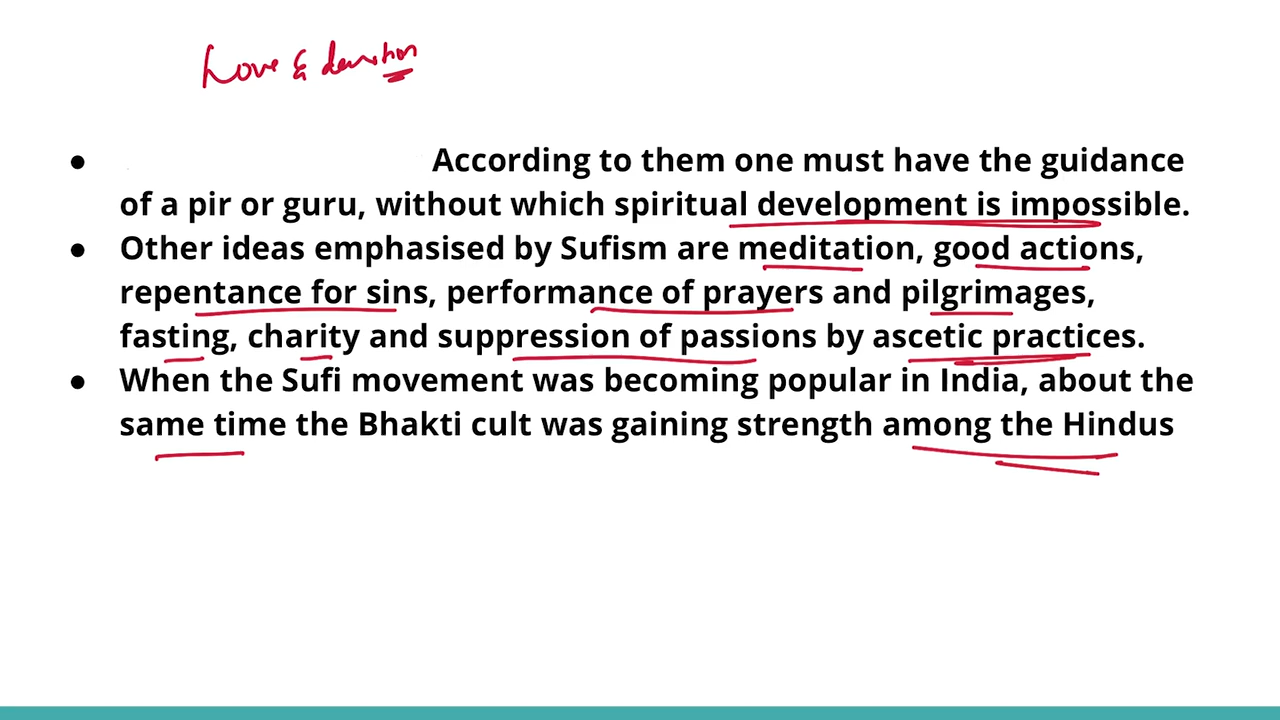 Love & devotion
● According to them one must have the guidance
of a pir or guru, without which spiritual development is impossible.
● Other ideas emphasised by Sufism are meditation, good actions,
repentance for sins, performance of prayers and pilgrimages,
fasting, charity and suppression of passions by ascetic practices.
● When the Sufi movement was becoming popular in India, about the
same time the Bhakti cult was gaining strength among the Hindus